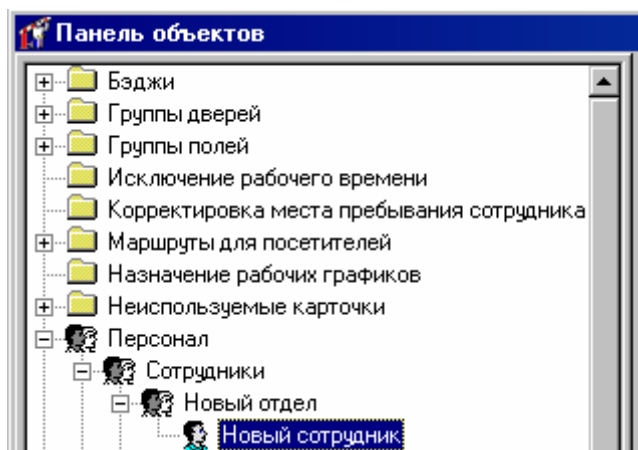 Панель объектов
Бэджи
Группы дверей
Группы полей
Исключение рабочего времени
Корректировка места пребывания сотрудника
Маршруты для посетителей
Назначение рабочих графиков
Неиспользуемые карточки
Персонал
Сотрудники
Новый отдел
Новый сотрудник